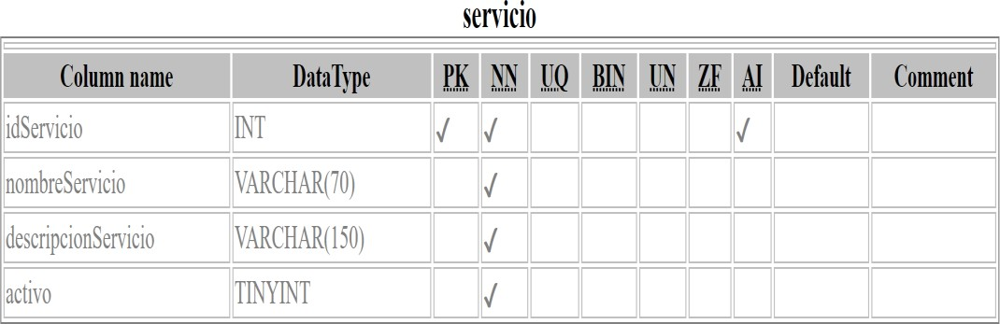 servicio
Column name DataType PK NN UQ BIN UN ZF AI Default Comment
idServicio INT ✓ ✓ ✓
nombreServicio VARCHAR(70) ✓
descripcionServicio VARCHAR(150) ✓
activo TINYINT ✓